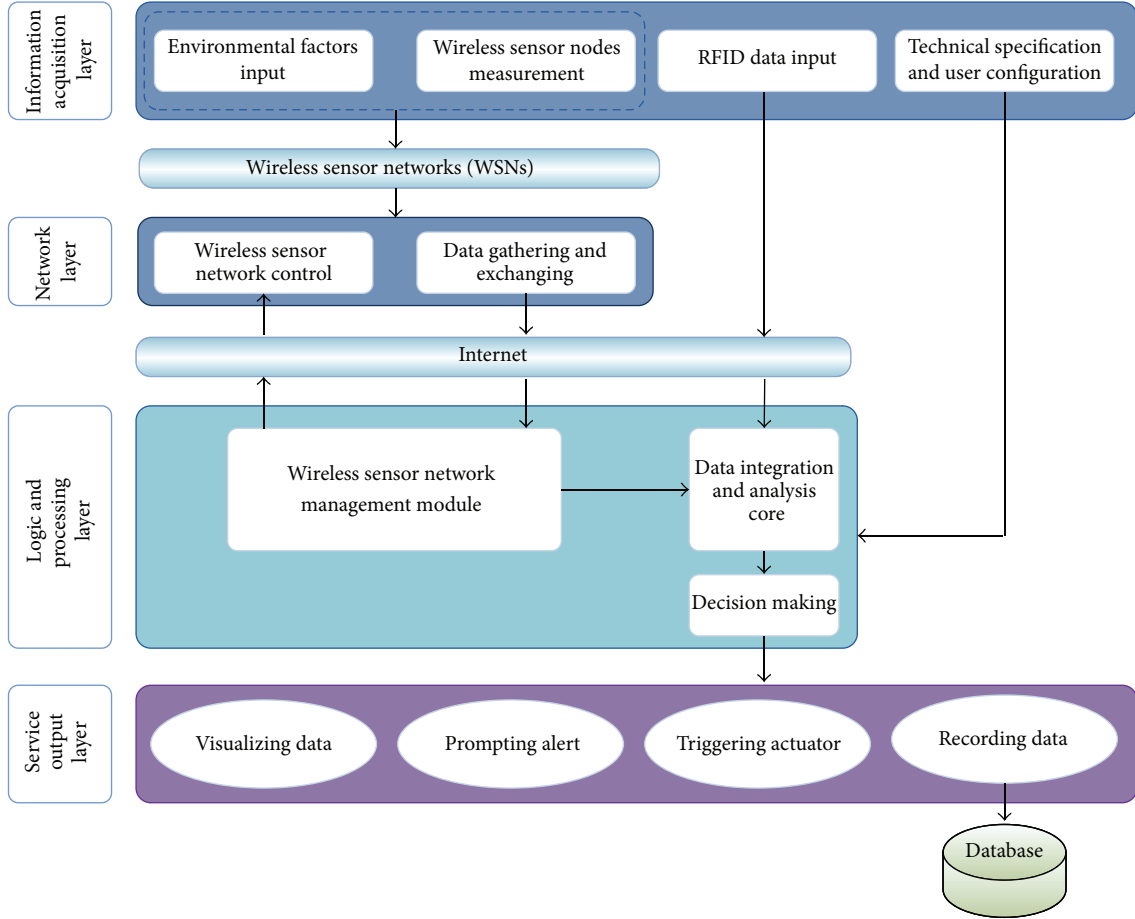 Information
acquisition
layer
Environmental factors
input
Wireless sensor nodes
measurement
RFID data input
Technical specification
and user configuration
Wireless sensor networks (WSNs)
Network
layer
Wireless sensor
network control
Data gathering and
exchanging
Internet
Logic and
processing
layer
Wireless sensor network
management module
Data integration
and analysis
core
Decision making
Service
output
layer
Visualizing data
Prompting alert
Triggering actuator
Recording data
Database